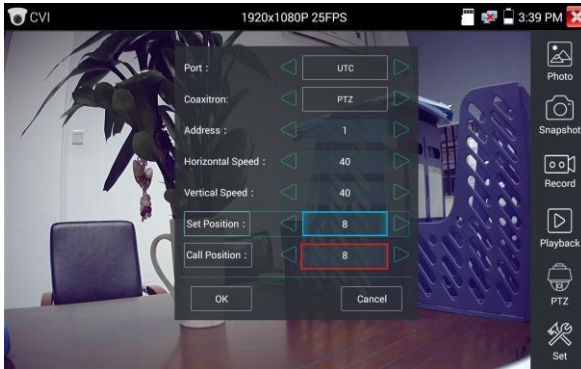 CVI 1920x1080P 25FPS 3:39 PM
Port : UTC
Coaxitron: PTZ
Address : 1
Horizontal Speed : 40
Vertical Speed : 40
Set Position : 8
Call Position : 8
OK Cancel
Photo
Snapshot
Record
Playback
PTZ
Set